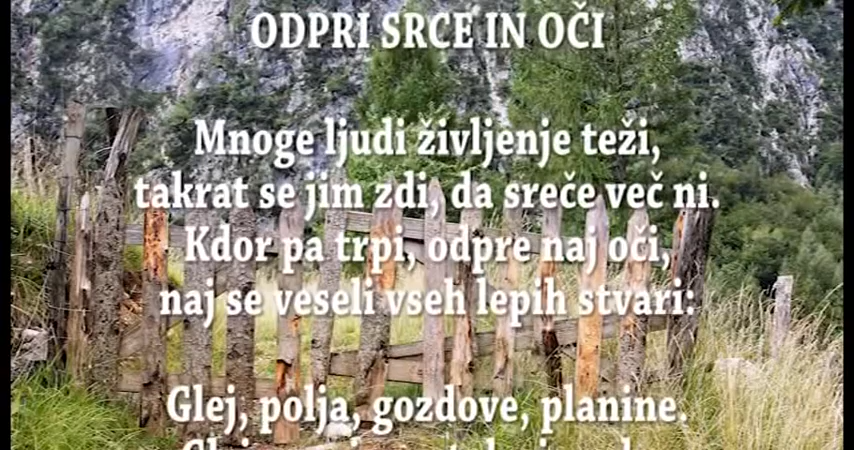 ODPRI SRCE IN OČI
Mnoge ljudi življenje teži,
takrat se jim zdi, da sreče več ni.
Kdor pa trpi, odpre naj oči,
naj se veseli vseh lepih stvari:
Glej, polja, gozdove, planine.